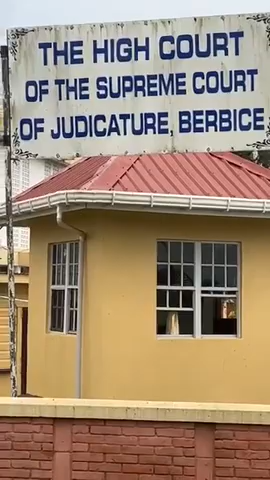 THE HIGH COURT
OF THE SUPREME COURT
OF JUDICATURE, BERBICE